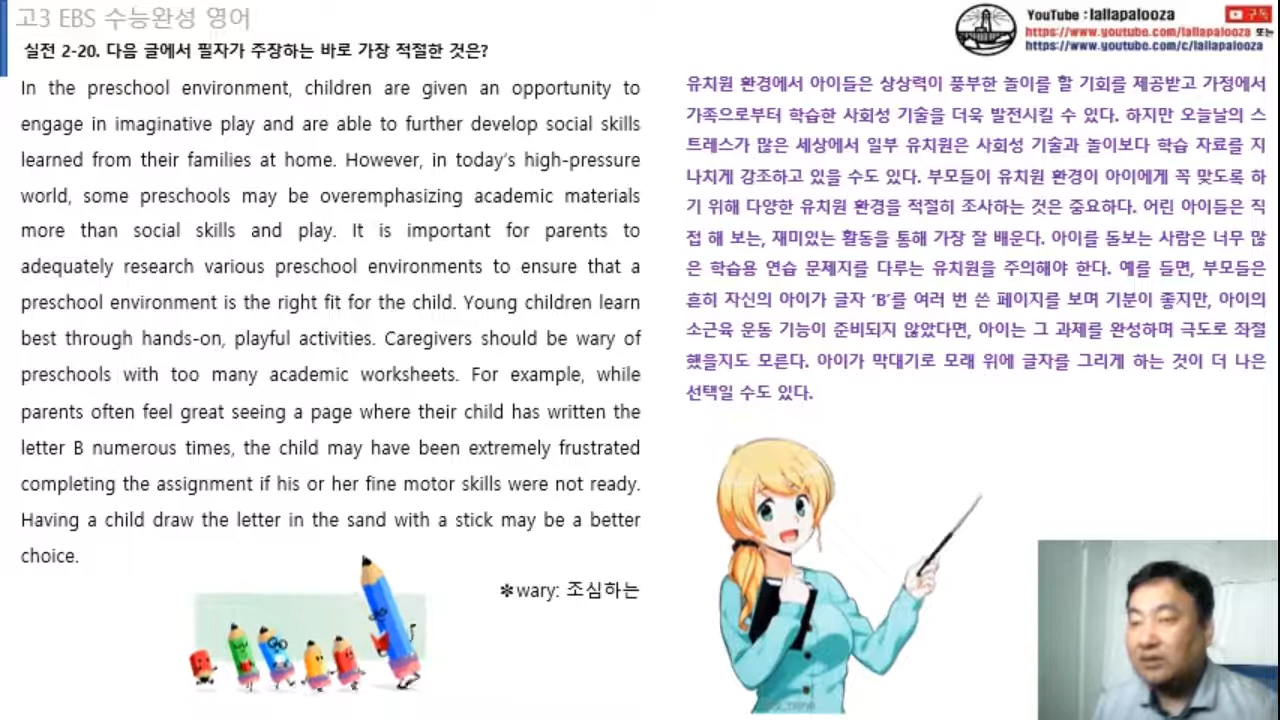 고3 EBS 수능완성 영어
실전 2-20. 다음 글에서 필자가 주장하는 바로 가장 적절한 것은?
In the preschool environment, children are given an opportunity to
engage in imaginative play and are able to further develop social skills
learned from their families at home. However, in today's high-pressure
world, some preschools may be overemphasizing academic materials
more than social skills and play. It is important for parents to
adequately research various preschool environments to ensure that a
preschool environment is the right fit for the child. Young children learn
best through hands-on, playful activities. Caregivers should be wary of
preschools with too many academic worksheets. For example, while
parents often feel great seeing a page where their child has written the
letter B numerous times, the child may have been extremely frustrated
completing the assignment if his or her fine motor skills were not ready.
Having a child draw the letter in the sand with a stick may be a better
choice.
✻wary: 조심하는
YouTube : lallapalooza
구독
https://www.youtube.com/lallapalooza 또는
https://www.youtube.com/c/lallapalooza
유치원 환경에서 아이들은 상상력이 풍부한 놀이를 할 기회를 제공받고 가정에서
가족으로부터 학습한 사회성 기술을 더욱 발전시킬 수 있다. 하지만 오늘날의 스
트레스가 많은 세상에서 일부 유치원은 사회성 기술과 놀이보다 학습 자료를 지
나치게 강조하고 있을 수도 있다. 부모들이 유치원 환경이 아이에게 꼭 맞도록 하
기 위해 다양한 유치원 환경을 적절히 조사하는 것은 중요하다. 어린 아이들은 직
접 해 보는, 재미있는 활동을 통해 가장 잘 배운다. 아이를 돌보는 사람은 너무 많
은 학습용 연습 문제지를 다루는 유치원을 주의해야 한다. 예를 들면, 부모들은
흔히 자신의 아이가 글자 ‘B’를 여러 번 쓴 페이지를 보며 기분이 좋지만, 아이의
소근육 운동 기능이 준비되지 않았다면, 아이는 그 과제를 완성하며 극도로 좌절
했을지도 모른다. 아이가 막대기로 모래 위에 글자를 그리게 하는 것이 더 나은
선택일 수도 있다.